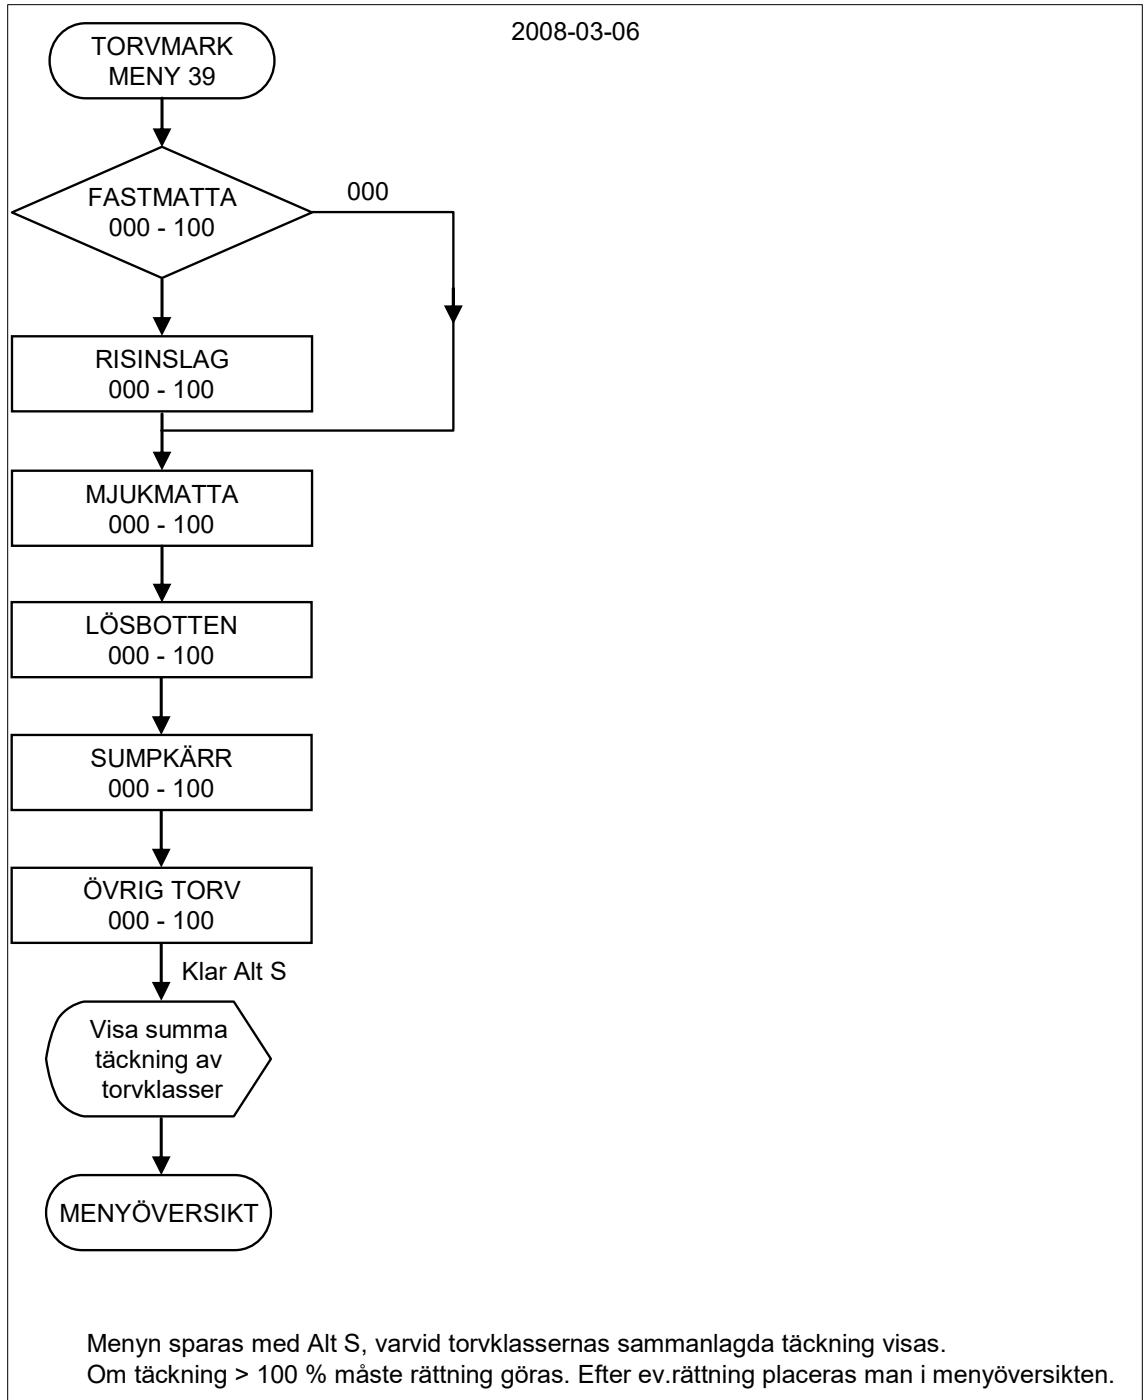 2008-03-06
TORVMARK
MENY 39
FASTMATTA
000 - 100
000
RISINSLAG
000 - 100
MJUKMATTA
000 - 100
LÖSBOTTEN
000 - 100
SUMPKÄRR
000 - 100
ÖVRIG TORV
000 - 100
Klar Alt S
Visa summa
täckning av
torvklasser
MENYÖVERSIKT
Menyn sparas med Alt S, varvid torvklassernas sammanlagda täckning visas.
Om täckning > 100 % måste rättning göras. Efter ev.rättning placeras man i menyöversikten.